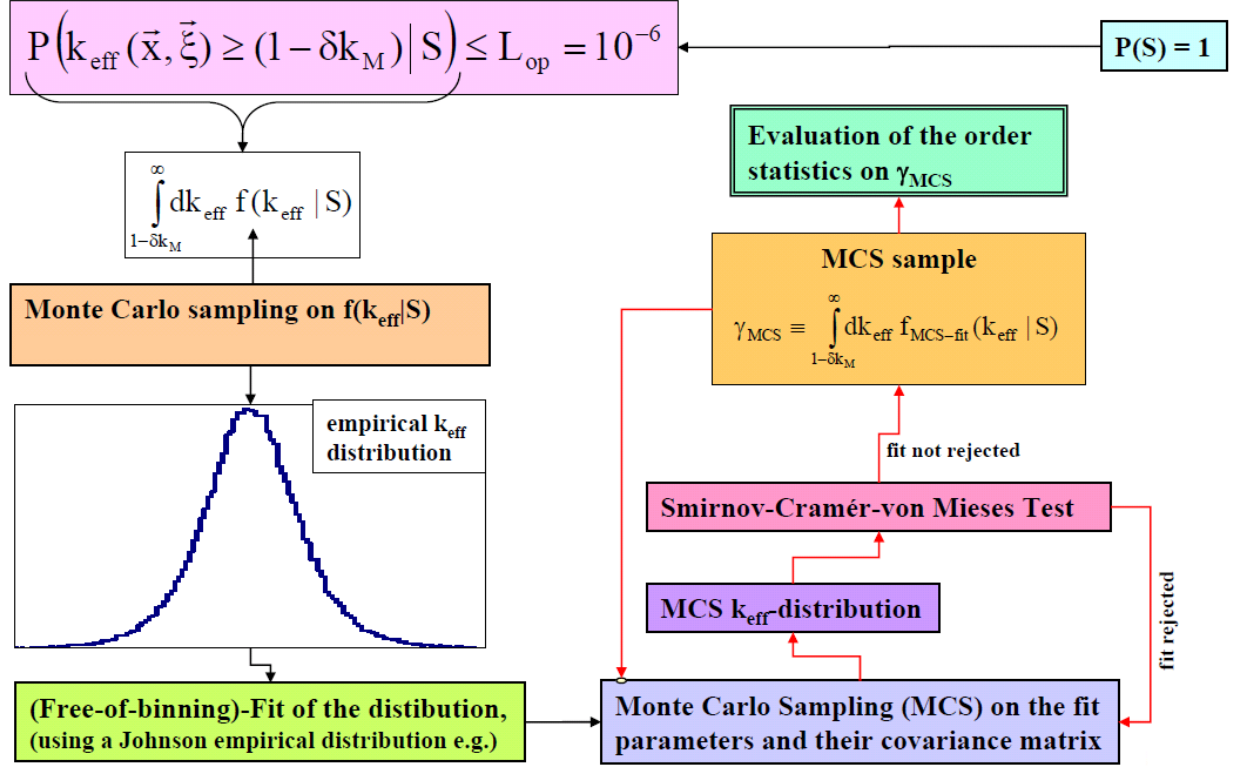 P(k_eff (x⃗, ξ⃗) ≥ (1 − δk_M) | S) ≤ L_op = 10⁻⁶
P(S) = 1
∫_{1−δk_M}^{∞} dk_eff f(k_eff | S)
Monte Carlo sampling on f(k_eff|S)
empirical k_eff
distribution
(Free-of-binning)-Fit of the distibution,
(using a Johnson empirical distribution e.g.)
Evaluation of the order
statistics on γ_MCS
MCS sample
γ_MCS ≡ ∫_{1−δk_M}^{∞} dk_eff f_MCS−fit (k_eff | S)
fit not rejected
Smirnov-Cramér-von Mieses Test
MCS k_eff-distribution
fit rejected
Monte Carlo Sampling (MCS) on the fit
parameters and their covariance matrix